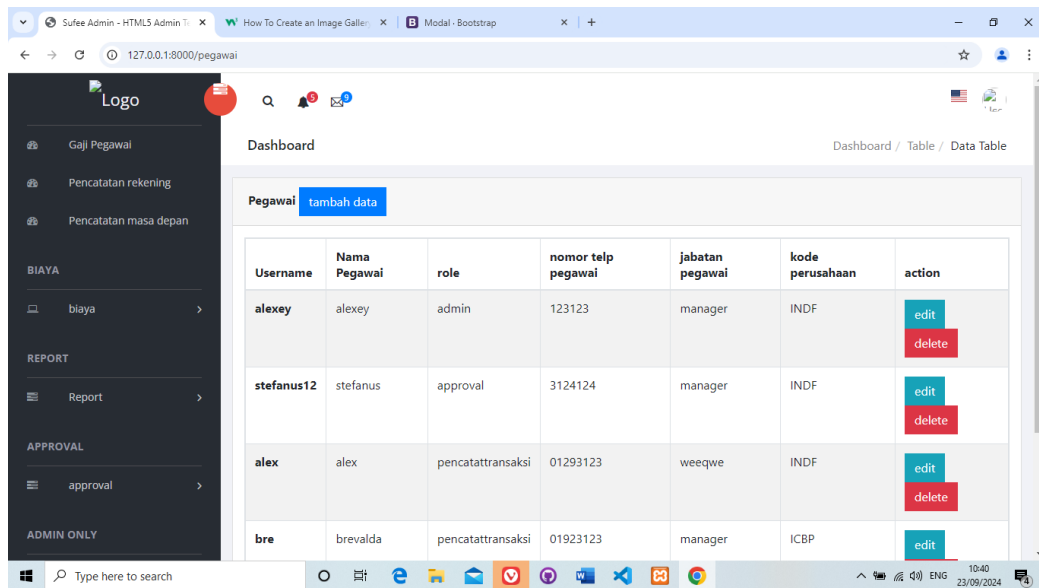 Sufee Admin - HTML5 Admin Te
How To Create an Image Gallery
B Modal · Bootstrap
127.0.0.1:8000/pegawai
Logo
5
9
Dashboard
Dashboard / Table / Data Table
Gaji Pegawai
Pencatatan rekening
Pencatatan masa depan
BIAYA
biaya
REPORT
Report
APPROVAL
approval
ADMIN ONLY
Pegawai tambah data
Username Nama Pegawai role nomor telp pegawai jabatan pegawai kode perusahaan action
alexey alexey admin 123123 manager INDF edit
delete
stefanus12 stefanus approval 3124124 manager INDF edit
delete
alex alex pencatattransaksi 01293123 weeqwe INDF edit
delete
bre brevalda pencatattransaksi 01923123 manager ICBP edit
Type here to search
ENG
10:40
23/09/2024
4